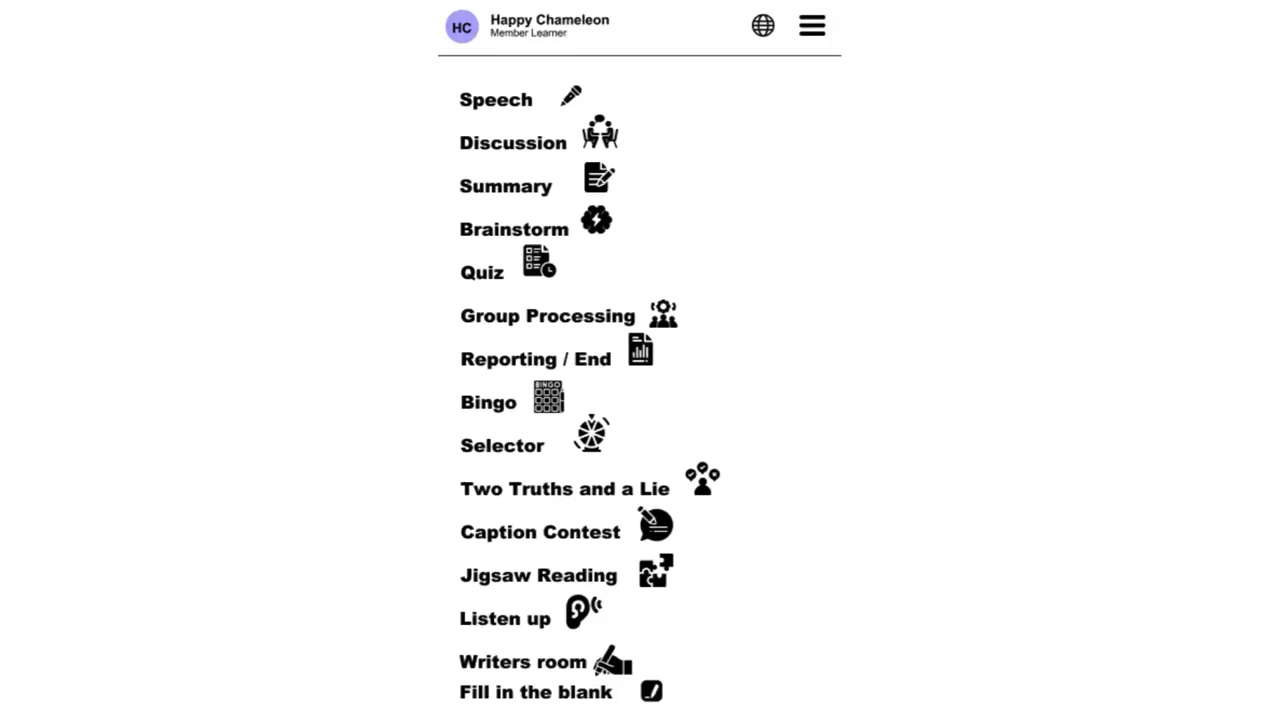 HC
Happy Chameleon
Member Learner
Speech
Discussion
Summary
Brainstorm
Quiz
Group Processing
Reporting / End
Bingo
BINGO
Selector
Two Truths and a Lie
Caption Contest
Jigsaw Reading
Listen up
Writers room
Fill in the blank